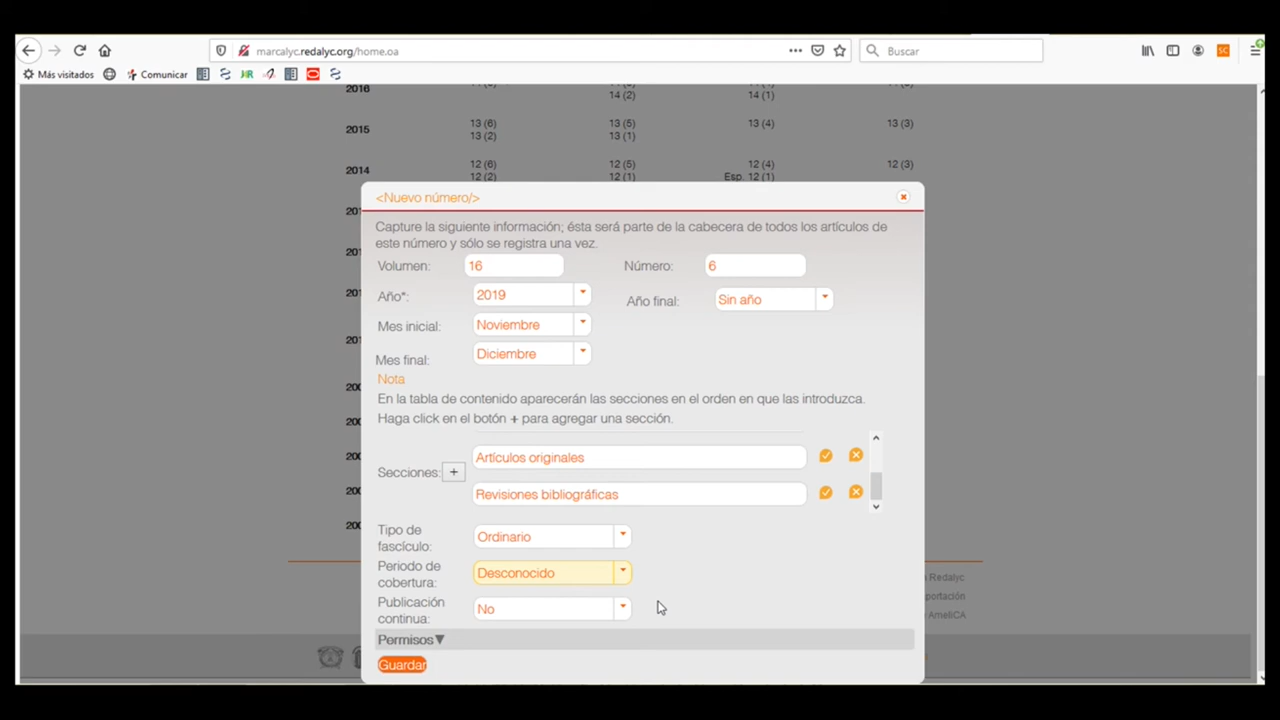 marcalyc.redalyc.org/home.oa
Buscar
Más visitados
Comunicar
2016
14 (2)
14 (1)
2015
13 (6)
13 (5)
13 (4)
13 (3)
13 (2)
13 (1)
2014
12 (6)
12 (5)
12 (4)
12 (3)
12 (2)
12 (1)
Esp. 12 (1)
<Nuevo número/>
Capture la siguiente información; ésta será parte de la cabecera de todos los artículos de
este número y sólo se registra una vez.
Volumen: 16 Número: 6
Año*: 2019 Año final: Sin año
Mes inicial: Noviembre
Mes final: Diciembre
Nota
En la tabla de contenido aparecerán las secciones en el orden en que las introduzca.
Haga click en el botón + para agregar una sección.
Artículos originales
Secciones: +
Revisiones bibliográficas
Tipo de
fascículo: Ordinario
Periodo de
cobertura: Desconocido
Publicación
continua: No
Permisos▼
Guardar
Redalyc
portación
AmeliCA